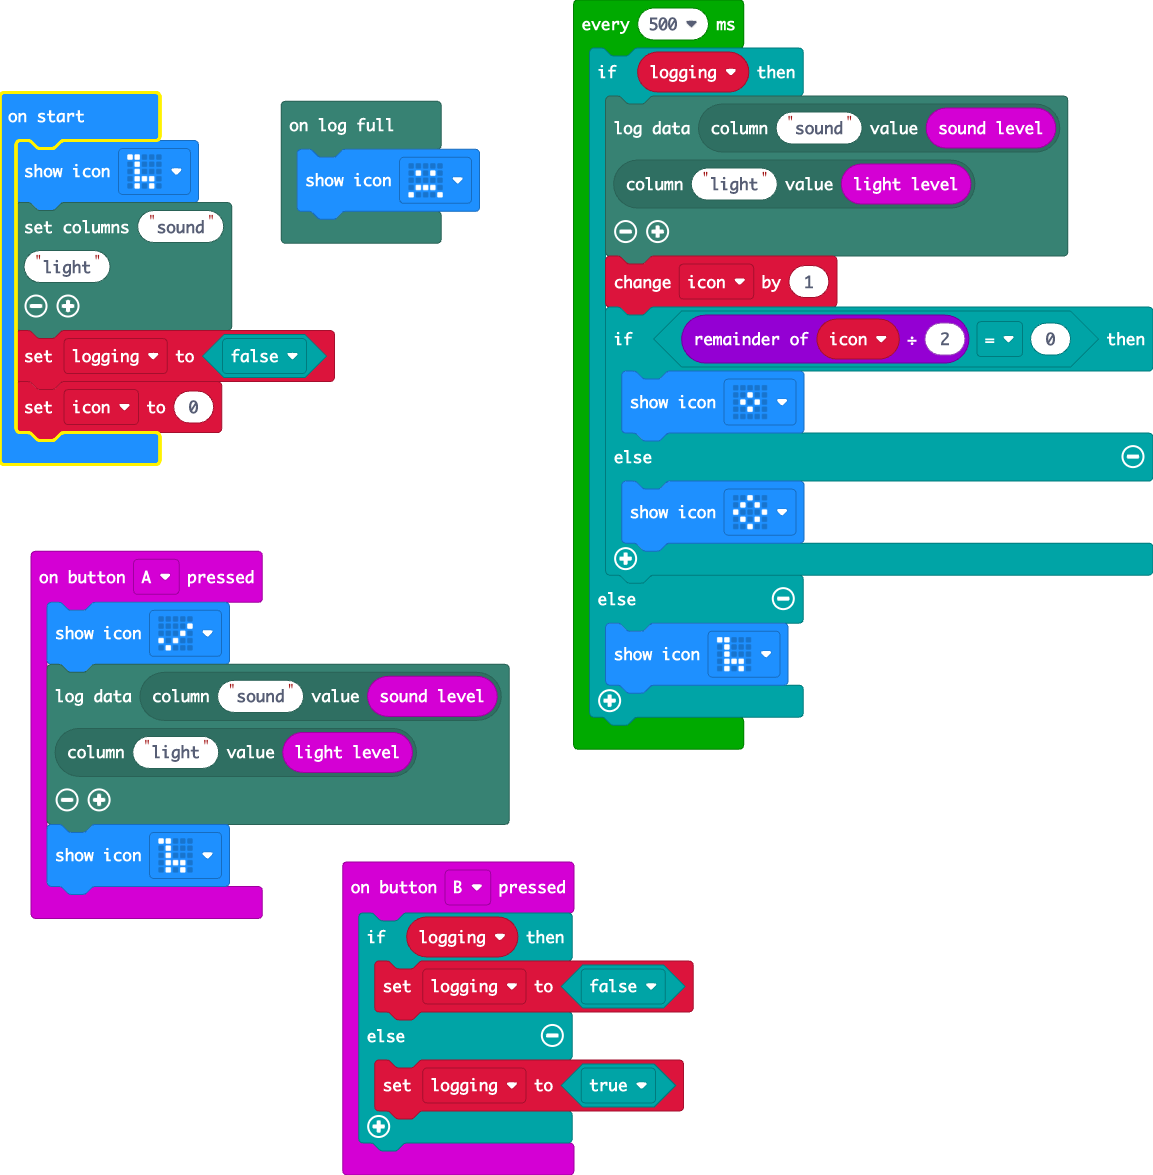 on start
show icon
set columns "sound"
"light"
set logging to false
set icon to 0
on log full
show icon
every 500 ms
if logging then
log data column "sound" value sound level
column "light" value light level
change icon by 1
if remainder of icon ÷ 2 = 0 then
show icon
else
show icon
else
show icon
on button A pressed
show icon
log data column "sound" value sound level
column "light" value light level
show icon
on button B pressed
if logging then
set logging to false
else
set logging to true